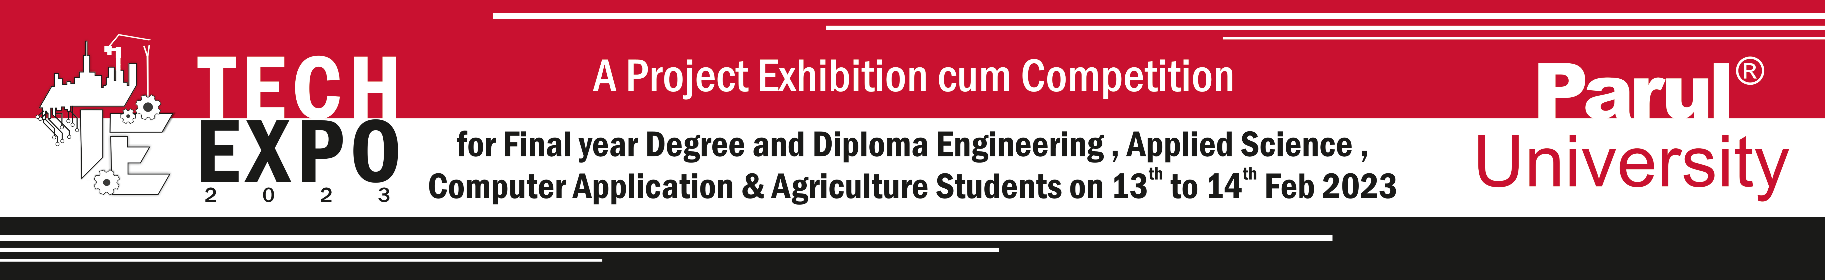 TECH
EXPO
2 0 2 3
A Project Exhibition cum Competition
for Final year Degree and Diploma Engineering , Applied Science ,
Computer Application & Agriculture Students on 13th to 14th Feb 2023
Parul®
University